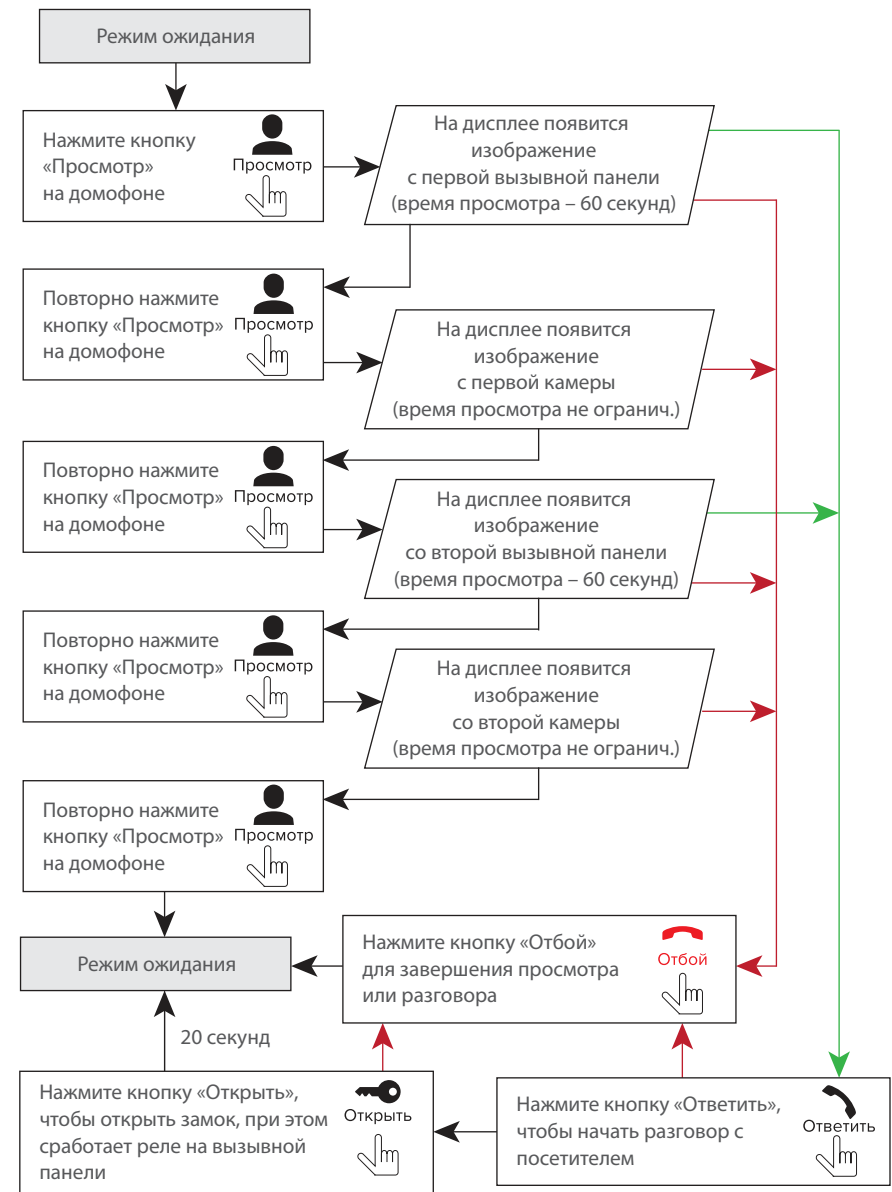 Режим ожидания
Нажмите кнопку
«Просмотр»
на домофоне
Просмотр
На дисплее появится
изображение
с первой вызывной панели
(время просмотра – 60 секунд)
Повторно нажмите
кнопку «Просмотр»
на домофоне
Просмотр
На дисплее появится
изображение
с первой камеры
(время просмотра не огранич.)
Повторно нажмите
кнопку «Просмотр»
на домофоне
Просмотр
На дисплее появится
изображение
со второй вызывной панели
(время просмотра – 60 секунд)
Повторно нажмите
кнопку «Просмотр»
на домофоне
Просмотр
На дисплее появится
изображение
со второй камеры
(время просмотра не огранич.)
Повторно нажмите
кнопку «Просмотр»
на домофоне
Просмотр
Режим ожидания
Нажмите кнопку «Отбой»
для завершения просмотра
или разговора
Отбой
20 секунд
Нажмите кнопку «Открыть»,
чтобы открыть замок, при этом
сработает реле на вызывной
панели
Открыть
Нажмите кнопку «Ответить»,
чтобы начать разговор с
посетителем
Ответить